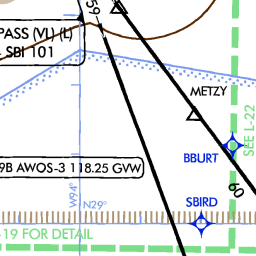 59
PASS (VL) (L)
SBI 101
METZY
SEE L-22
BBURT
9B AWOS-3 118.25 GVW
60
W94°
N29°
SBIRD
-19 FOR DETAIL